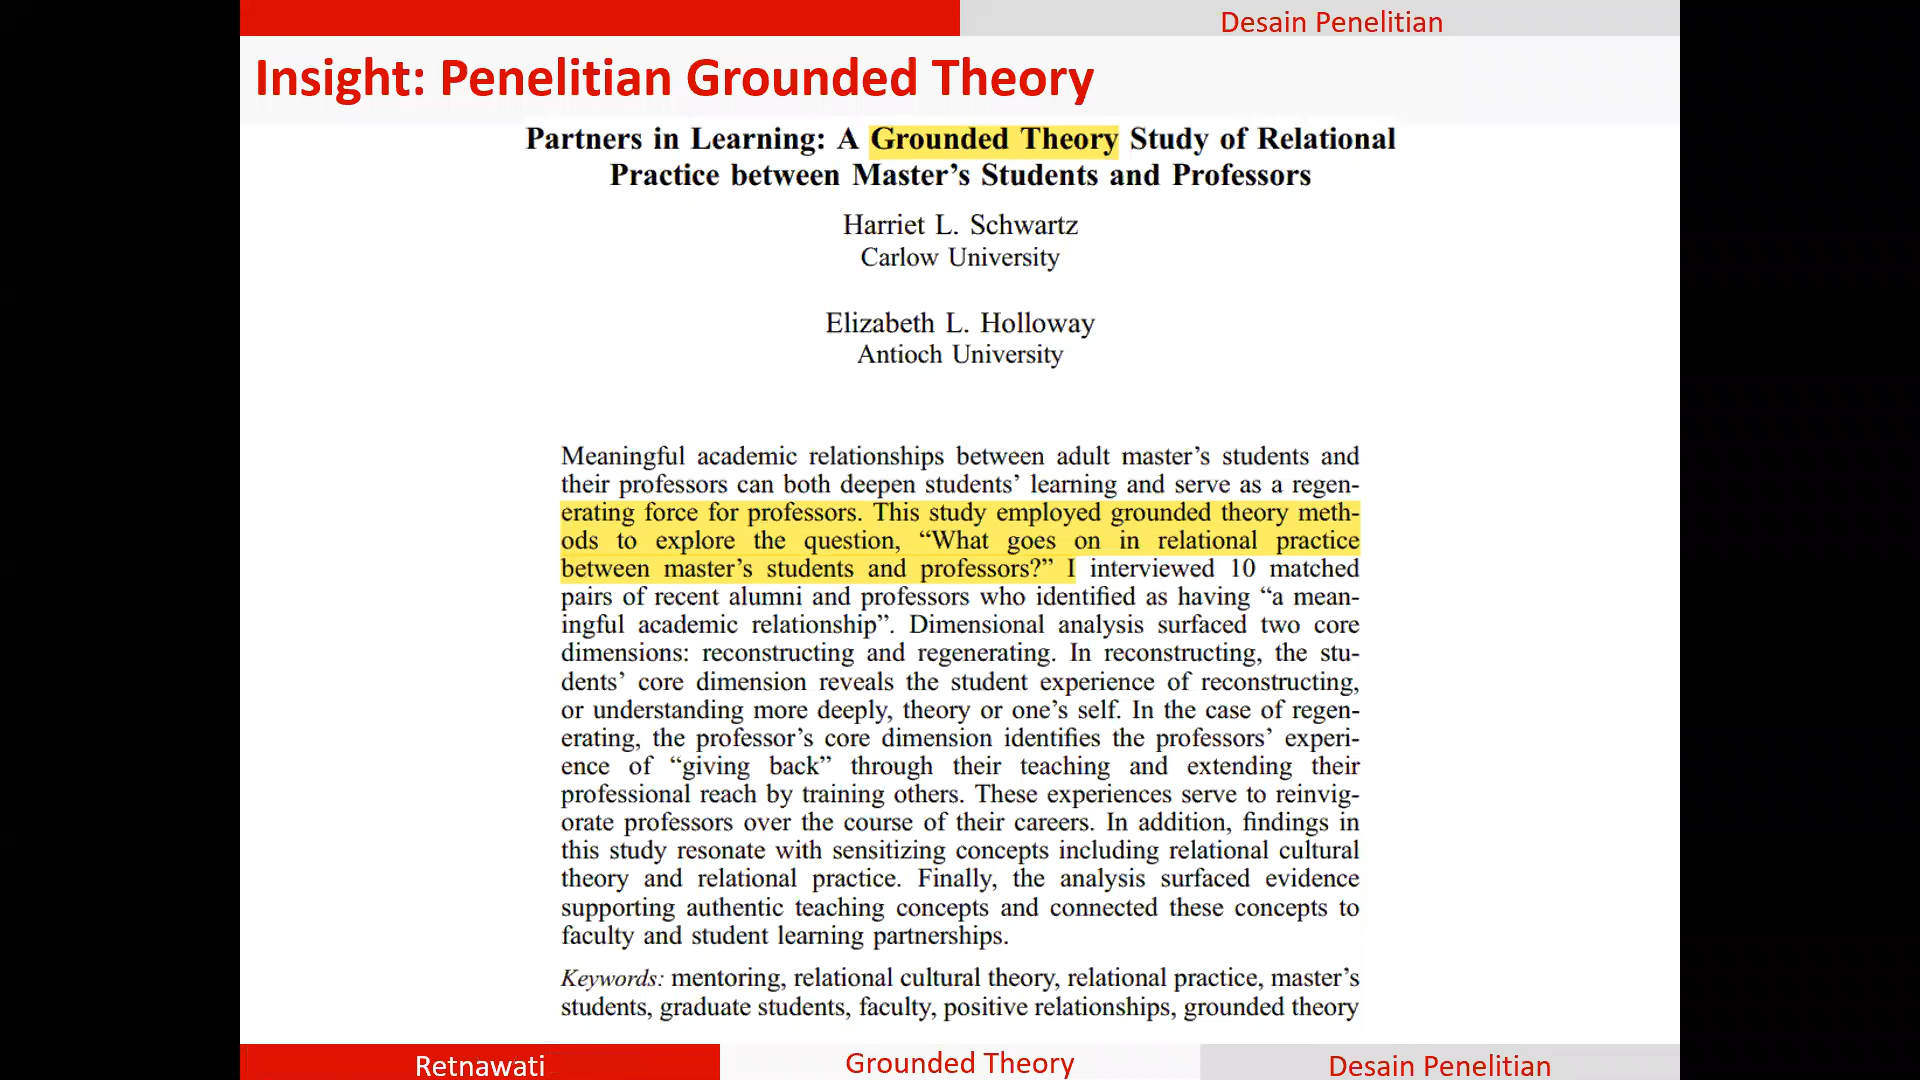 Desain Penelitian
Insight: Penelitian Grounded Theory
Partners in Learning: A Grounded Theory Study of Relational
Practice between Master’s Students and Professors
Harriet L. Schwartz
Carlow University
Elizabeth L. Holloway
Antioch University
Meaningful academic relationships between adult master’s students and
their professors can both deepen students’ learning and serve as a regen-
erating force for professors. This study employed grounded theory meth-
ods to explore the question, “What goes on in relational practice
between master’s students and professors?” I interviewed 10 matched
pairs of recent alumni and professors who identified as having “a mean-
ingful academic relationship”. Dimensional analysis surfaced two core
dimensions: reconstructing and regenerating. In reconstructing, the stu-
dents’ core dimension reveals the student experience of reconstructing,
or understanding more deeply, theory or one’s self. In the case of regen-
erating, the professor’s core dimension identifies the professors’ experi-
ence of “giving back” through their teaching and extending their
professional reach by training others. These experiences serve to reinvig-
orate professors over the course of their careers. In addition, findings in
this study resonate with sensitizing concepts including relational cultural
theory and relational practice. Finally, the analysis surfaced evidence
supporting authentic teaching concepts and connected these concepts to
faculty and student learning partnerships.
Keywords: mentoring, relational cultural theory, relational practice, master’s
students, graduate students, faculty, positive relationships, grounded theory
Retnawati
Grounded Theory
Desain Penelitian